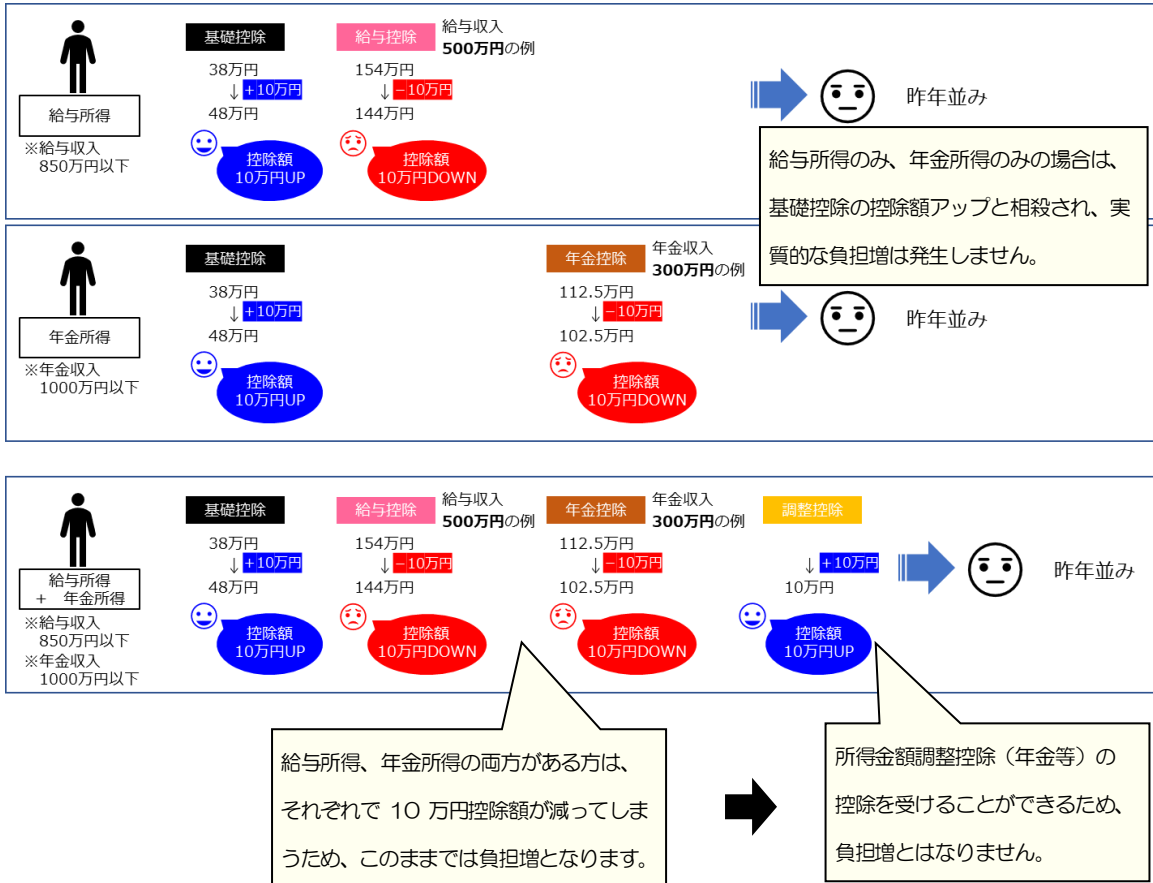 基礎控除
給与控除
給与収入
500万円の例
38万円
↓+10万円
48万円
154万円
↓-10万円
144万円
給与所得
※給与収入
850万円以下
控除額
10万円UP
控除額
10万円DOWN
昨年並み
給与所得のみ、年金所得のみの場合は、
基礎控除の控除額アップと相殺され、実
質的な負担増は発生しません。
基礎控除
年金控除
年金収入
300万円の例
38万円
↓+10万円
48万円
112.5万円
↓-10万円
102.5万円
年金所得
※年金収入
1000万円以下
控除額
10万円UP
控除額
10万円DOWN
昨年並み
基礎控除
給与控除
給与収入
500万円の例
年金控除
年金収入
300万円の例
調整控除
38万円
↓+10万円
48万円
154万円
↓-10万円
144万円
112.5万円
↓-10万円
102.5万円
↓+10万円
10万円
給与所得
+ 年金所得
※給与収入
850万円以下
※年金収入
1000万円以下
控除額
10万円UP
控除額
10万円DOWN
控除額
10万円DOWN
控除額
10万円UP
昨年並み
給与所得、年金所得の両方がある方は、
それぞれで 10 万円控除額が減ってしま
うため、このままでは負担増となります。
所得金額調整控除（年金等）の
控除を受けることができるため、
負担増とはなりません。